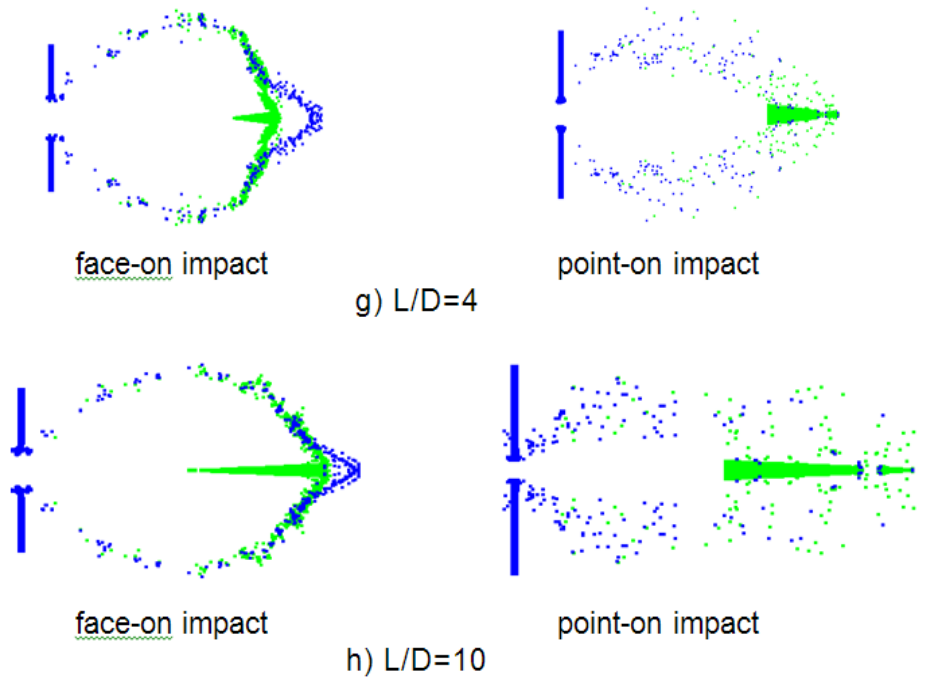 face-on impact
point-on impact
g) L/D=4
face-on impact
point-on impact
h) L/D=10